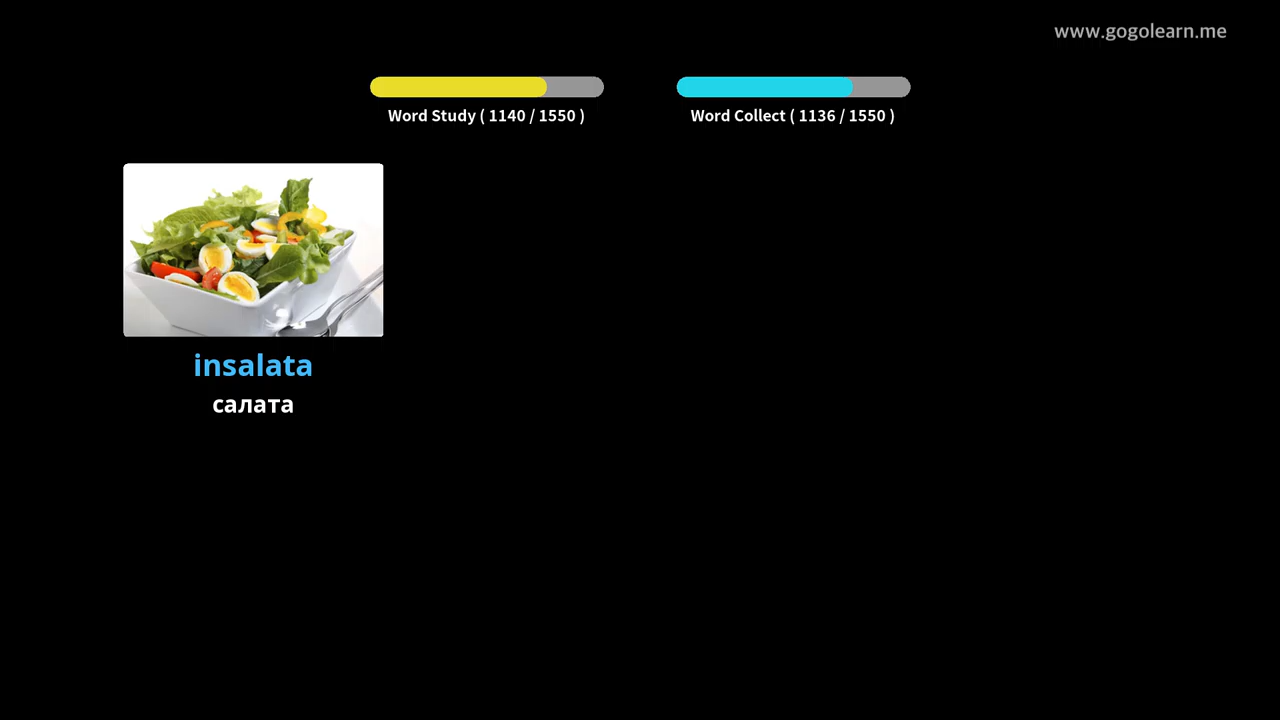 www.gogolearn.me
Word Study ( 1140 / 1550 )
Word Collect ( 1136 / 1550 )
insalata
салата